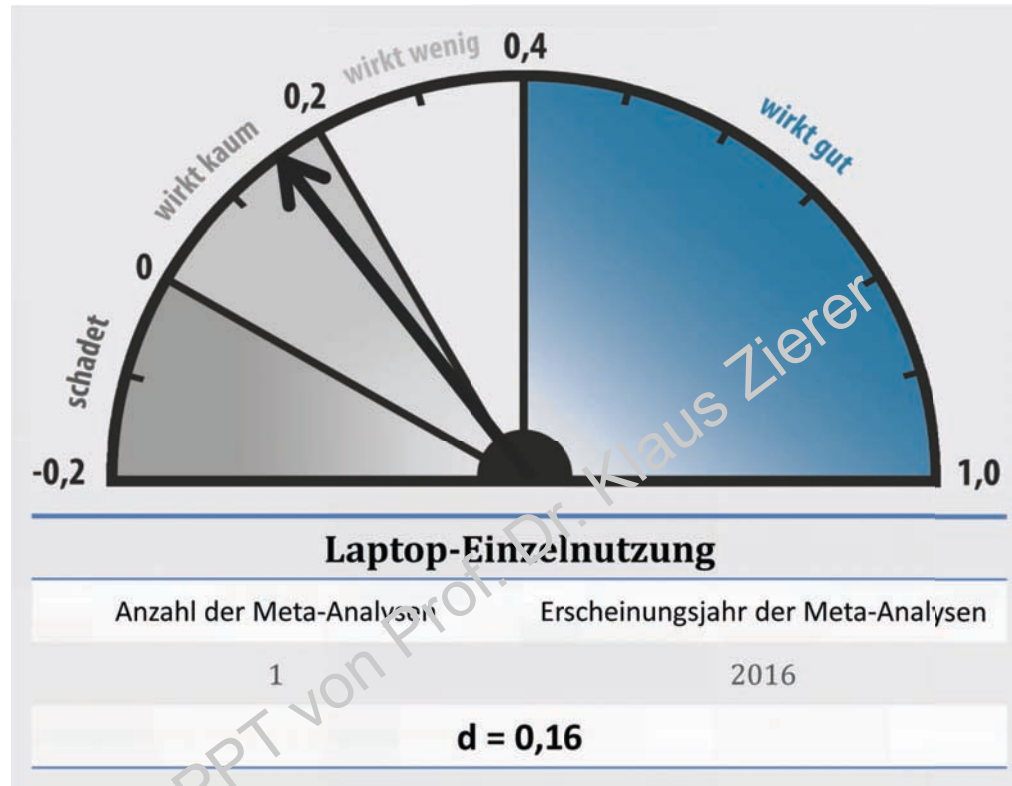 wirkt wenig
0,4
0,2
wirkt gut
wirkt kaum
0
schadet
-0,2
1,0
Laptop-Einzelnutzung
Anzahl der Meta-Analysen
Erscheinungsjahr der Meta-Analysen
1
2016
d = 0,16
PPT von Prof. Dr. Klaus Zierer